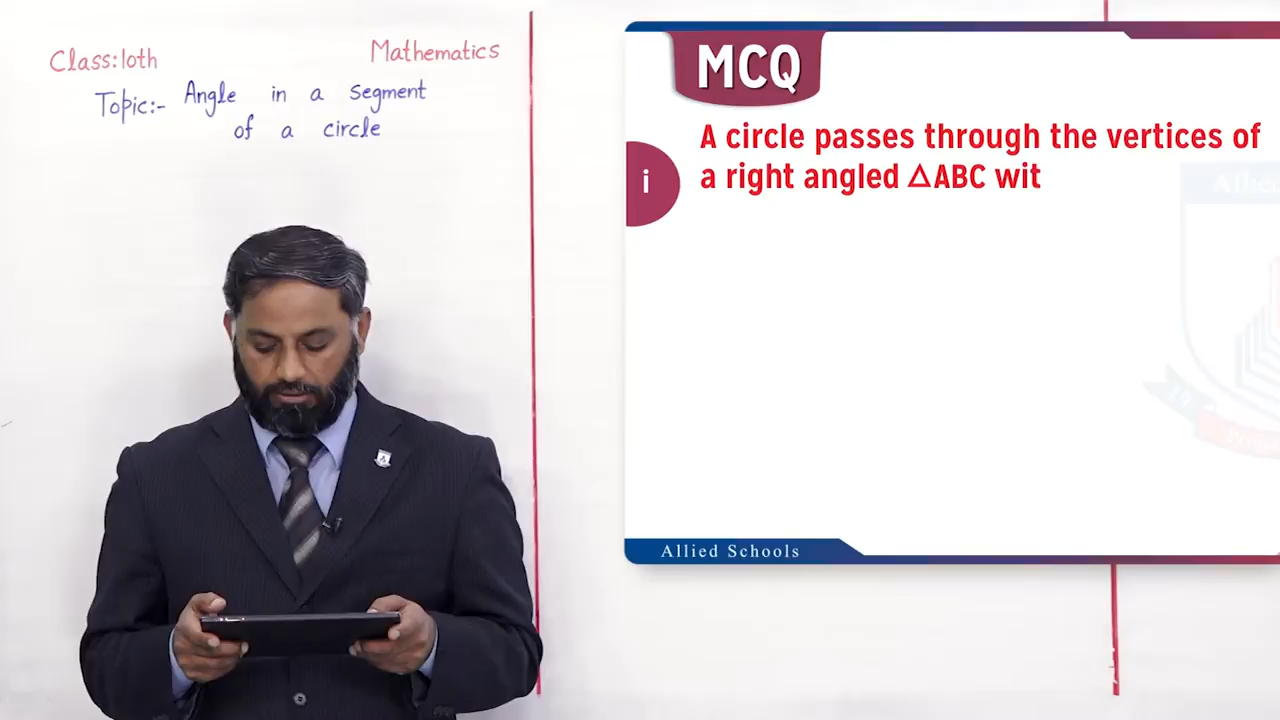 Class:10th
Mathematics
Topic:- Angle in a segment
of a circle
MCQ
i
A circle passes through the vertices of
a right angled △ABC wit
Allied Schools